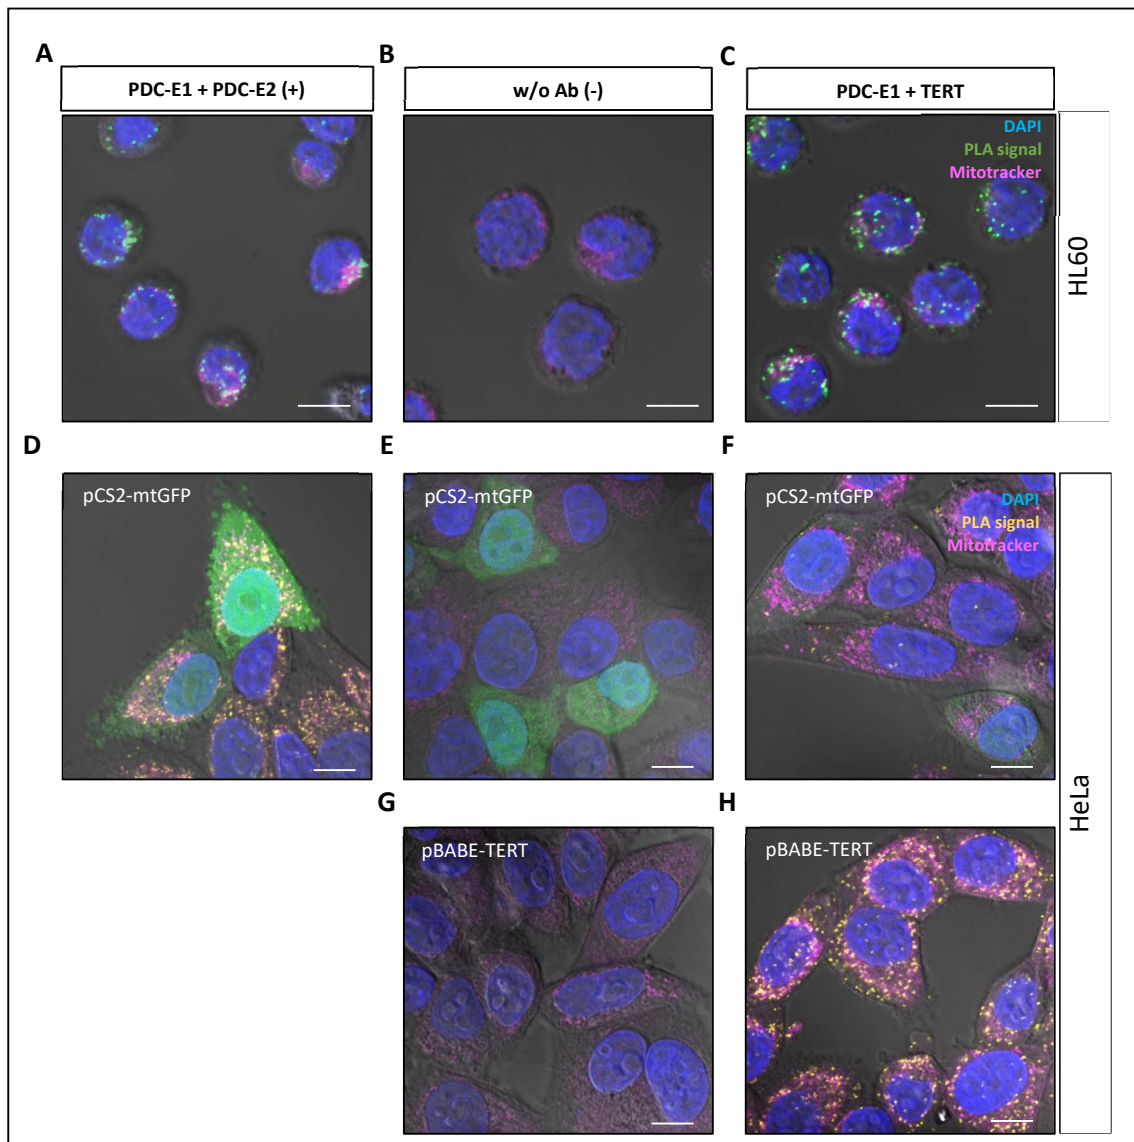 A
B
C
PDC-E1 + PDC-E2 (+)
w/o Ab (-)
PDC-E1 + TERT
DAPI
PLA signal
Mitotracker
HL60
D
E
F
pCS2-mtGFP
pCS2-mtGFP
pCS2-mtGFP
DAPI
PLA signal
Mitotracker
HeLa
G
H
pBABE-TERT
pBABE-TERT